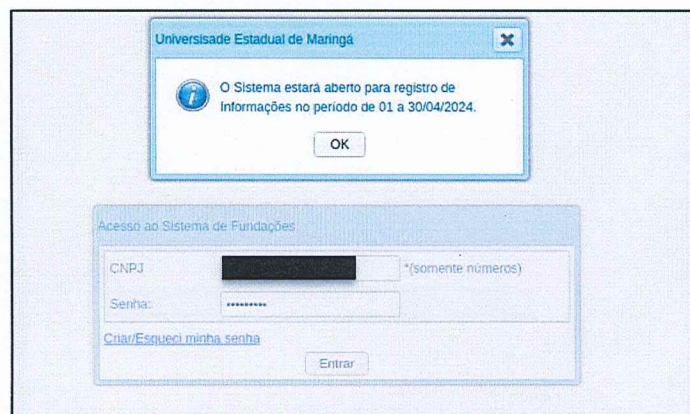 Universisade Estadual de Maringá
O Sistema estará aberto para registro de
Informações no período de 01 a 30/04/2024.
OK
Acesso ao Sistema de Fundações
CNPJ *(somente números)
Senha: •••••••••
Criar/Esqueci minha senha
Entrar